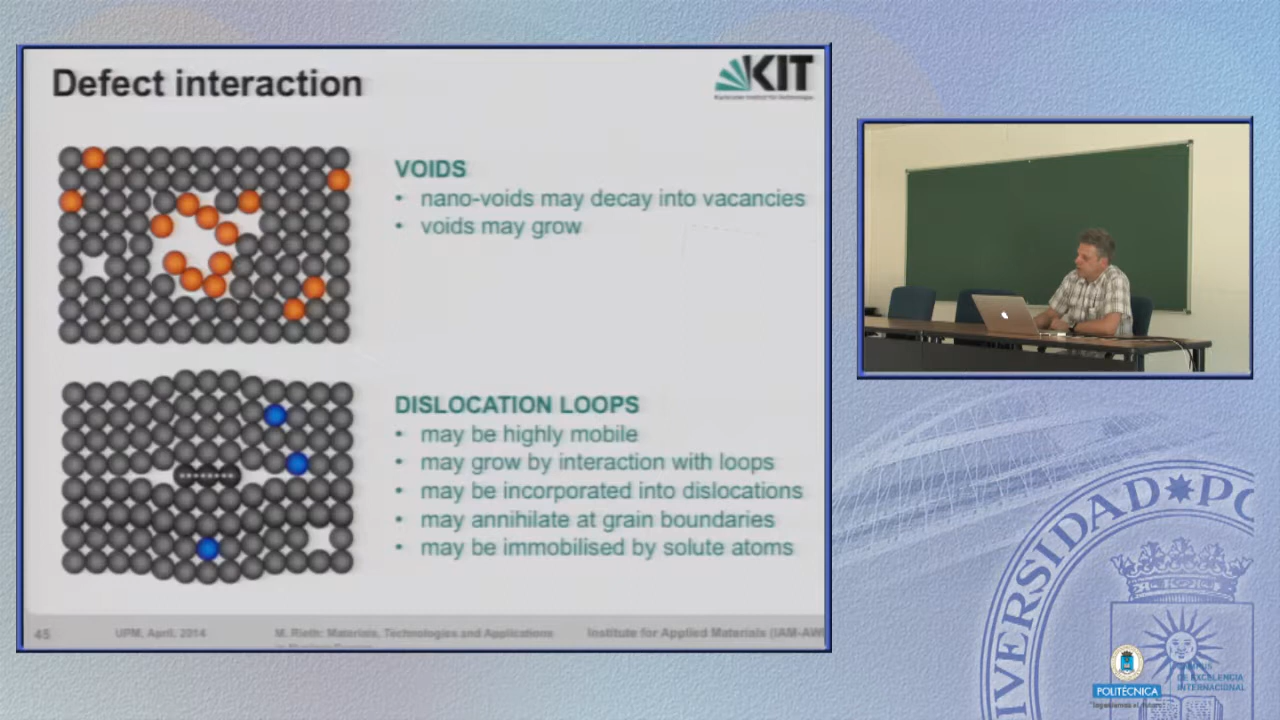 Defect interaction
KIT
VOIDS
• nano-voids may decay into vacancies
• voids may grow
DISLOCATION LOOPS
• may be highly mobile
• may grow by interaction with loops
• may be incorporated into dislocations
• may annihilate at grain boundaries
• may be immobilised by solute atoms
45
UPM, April, 2014
M. Rieth: Materials, Technologies and Applications
Institute for Applied Materials (IAM-AW
IVERSIDAD PO
DE EXCELENCIA
INTERNACIONAL
POLITÉCNICA